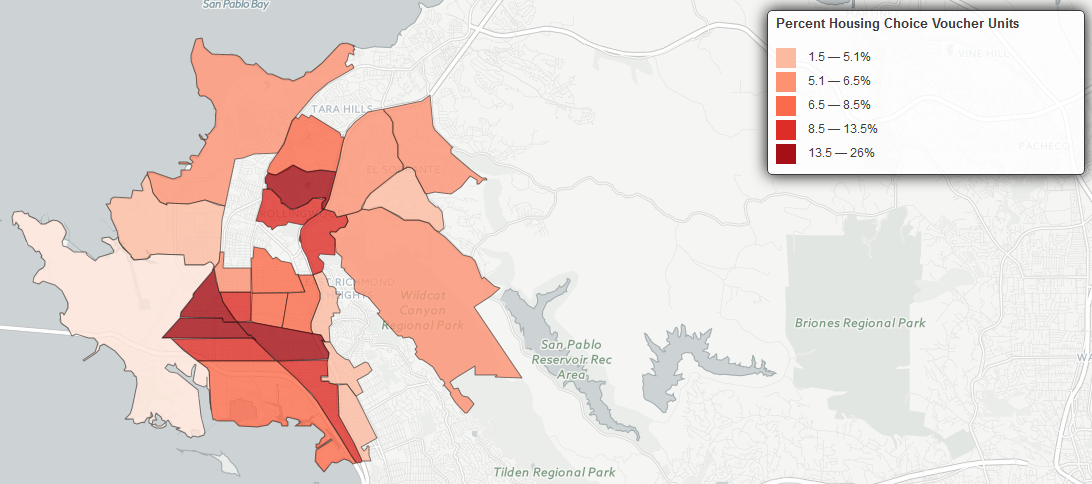 San Pablo Bay
Percent Housing Choice Voucher Units
1.5 — 5.1%
5.1 — 6.5%
6.5 — 8.5%
8.5 — 13.5%
13.5 — 26%
VINE HILL
PACHECO
TARA HILLS
EL SOBRANTE
RICHMOND
HEIGHTS
Wildcat
Canyon
Regional Park
San Pablo
Reservoir Rec
Area
Briones Regional Park
Tilden Regional Park